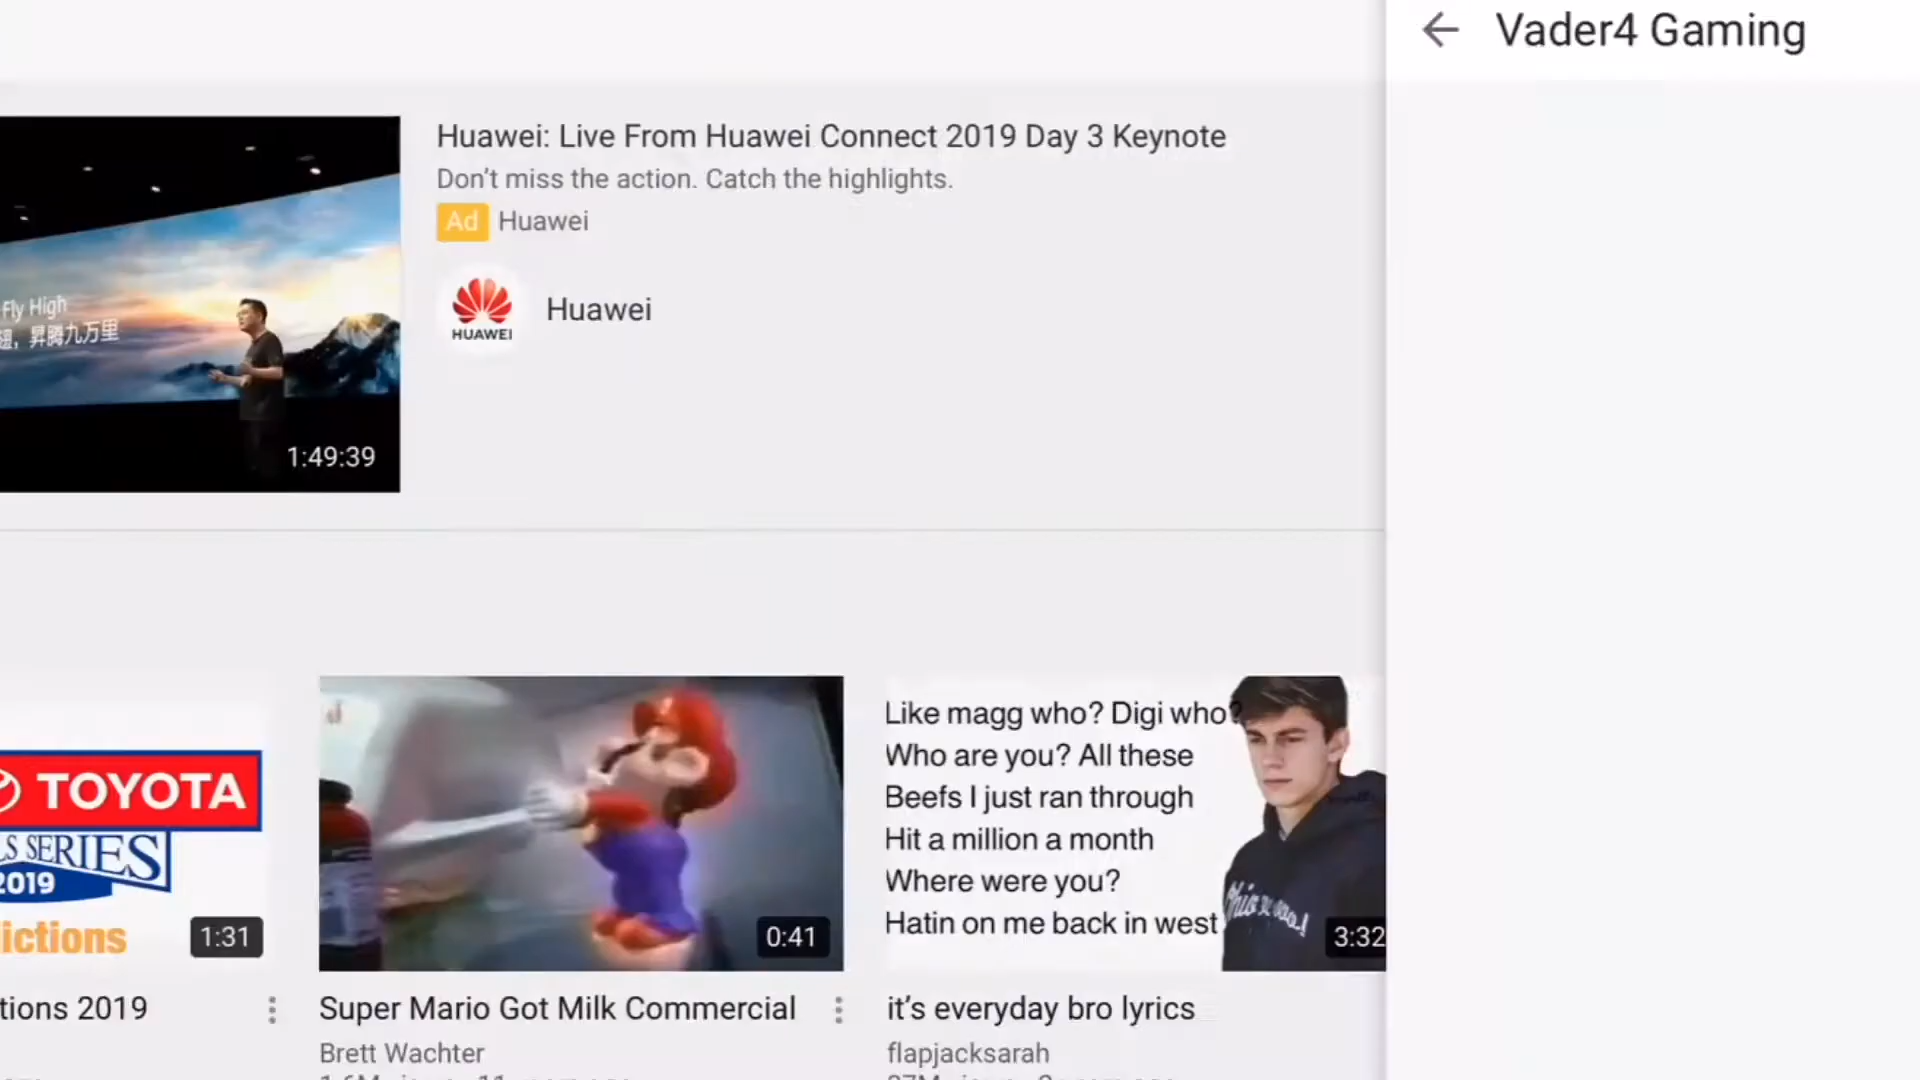 Vader4 Gaming
Huawei: Live From Huawei Connect 2019 Day 3 Keynote
Don't miss the action. Catch the highlights.
Ad Huawei
HUAWEI
Huawei
Fly High
昇腾九万里
1:49:39
TOYOTA
LS SERIES
2019
ictions
1:31
0:41
Like magg who? Digi who?
Who are you? All these
Beefs I just ran through
Hit a million a month
Where were you?
Hatin on me back in west
3:32
tions 2019
Super Mario Got Milk Commercial
Brett Wachter
it's everyday bro lyrics
flapjacksarah